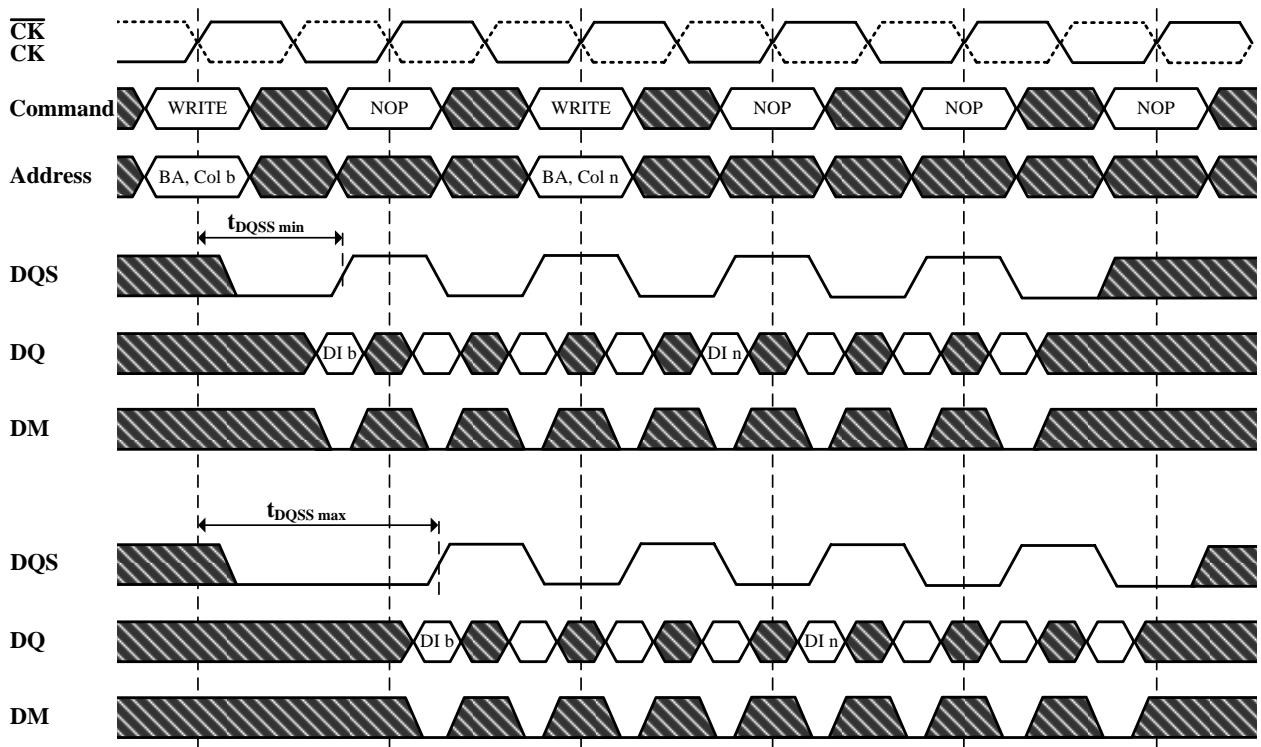 CK
CK
Command WRITE NOP WRITE NOP NOP NOP
Address BA, Col b BA, Col n
tDQSS min
DQS
DQ DI b DI n
DM
tDQSS max
DQS
DQ DI b DI n
DM